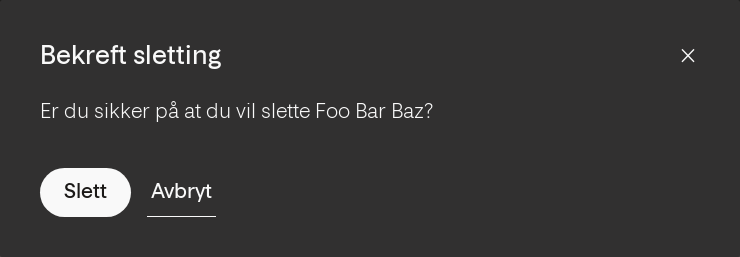 Bekreft sletting
Er du sikker på at du vil slette Foo Bar Baz?
Slett Avbryt